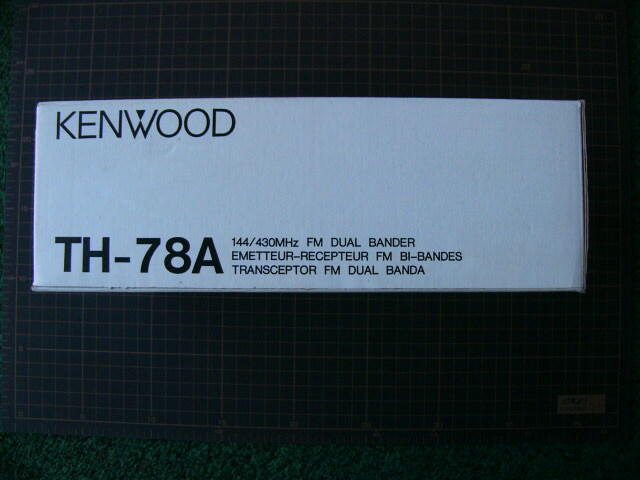 KENWOOD
TH-78A
144/430MHz FM DUAL BANDER
EMETTEUR-RECEPTEUR FM BI-BANDES
TRANSCEPTOR FM DUAL BANDA